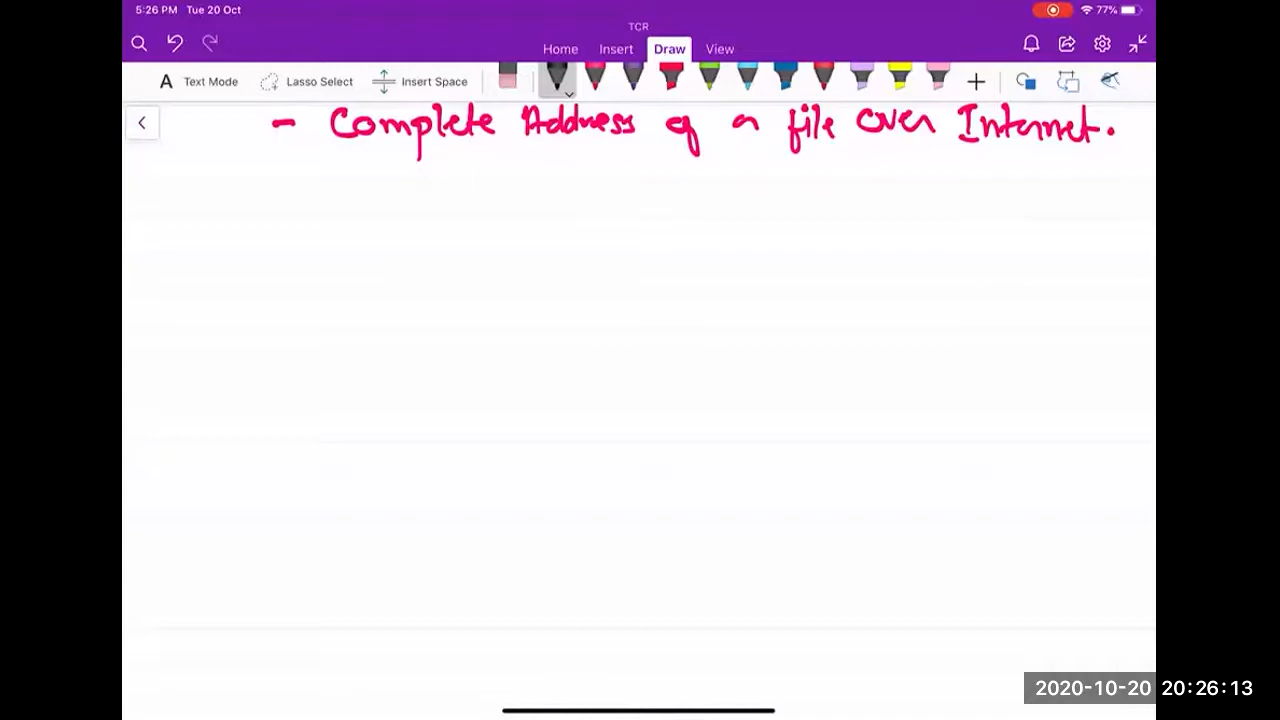 5:26 PM Tue 20 Oct
77%
TCR
Home Insert Draw View
A Text Mode Lasso Select Insert Space
- Complete Address of a file over Internet.
2020-10-20 20:26:13